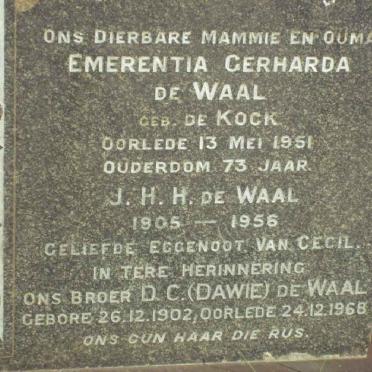 ONS DIERBARE MAMMIE EN OUMA
EMERENTIA GERHARDA
DE WAAL
GEB. DE KOCK
OORLEDE 13 MEI 1951
OUDERDOM 73 JAAR
J. H. H. DE WAAL
1905 — 1956
GELIEFDE EGGENOOT VAN CECIL.
IN TERE HERINNERING
ONS BROER D. C. (DAWIE) DE WAAL
GEBORE 26.12.1902, OORLEDE 24.12.1968
ONS GUN HAAR DIE RUS.